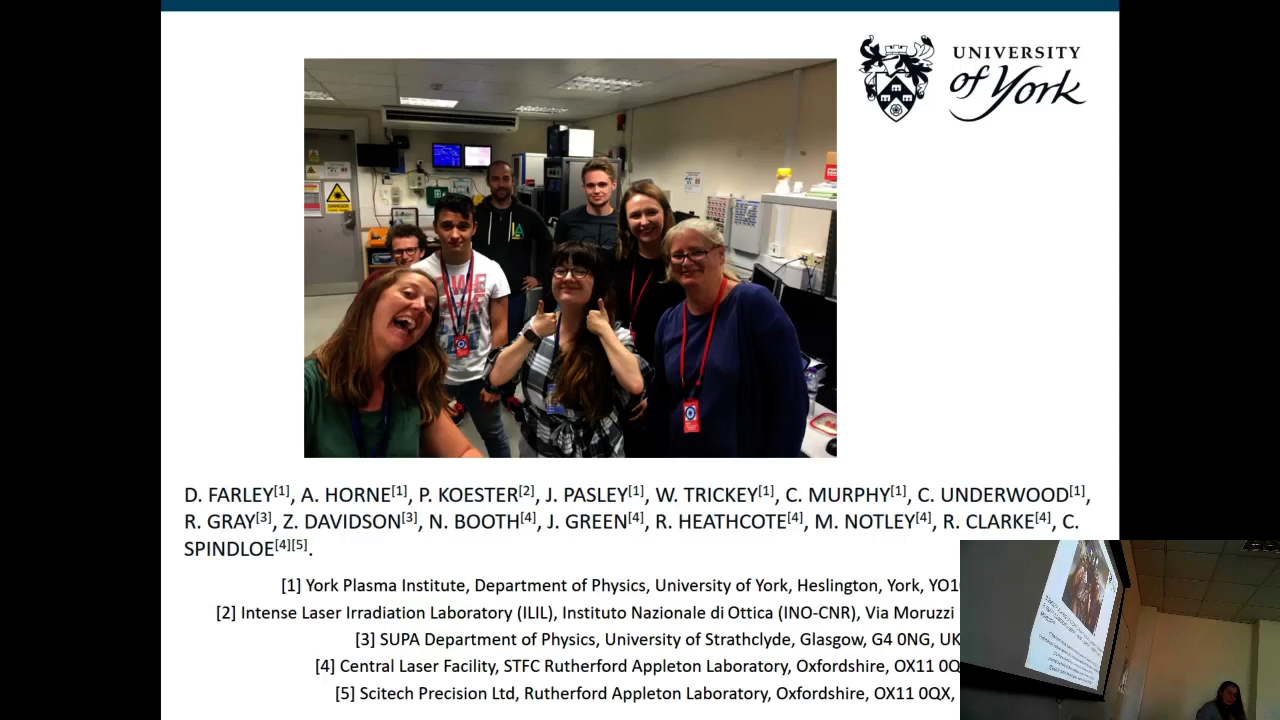 UNIVERSITY
of York
DANGER
D. FARLEY[1], A. HORNE[1], P. KOESTER[2], J. PASLEY[1], W. TRICKEY[1], C. MURPHY[1], C. UNDERWOOD[1],
R. GRAY[3], Z. DAVIDSON[3], N. BOOTH[4], J. GREEN[4], R. HEATHCOTE[4], M. NOTLEY[4], R. CLARKE[4], C.
SPINDLOE[4][5].
[1] York Plasma Institute, Department of Physics, University of York, Heslington, York,
[2] Intense Laser Irradiation Laboratory (ILIL), Instituto Nazionale di Ottica (INO-CNR), Via Moruzzi
[3] SUPA Department of Physics, University of Strathclyde, Glasgow, G4 0NG, UK
[4] Central Laser Facility, STFC Rutherford Appleton Laboratory, Oxfordshire, OX11
[5] Scitech Precision Ltd, Rutherford Appleton Laboratory, Oxfordshire, OX11 0QX,